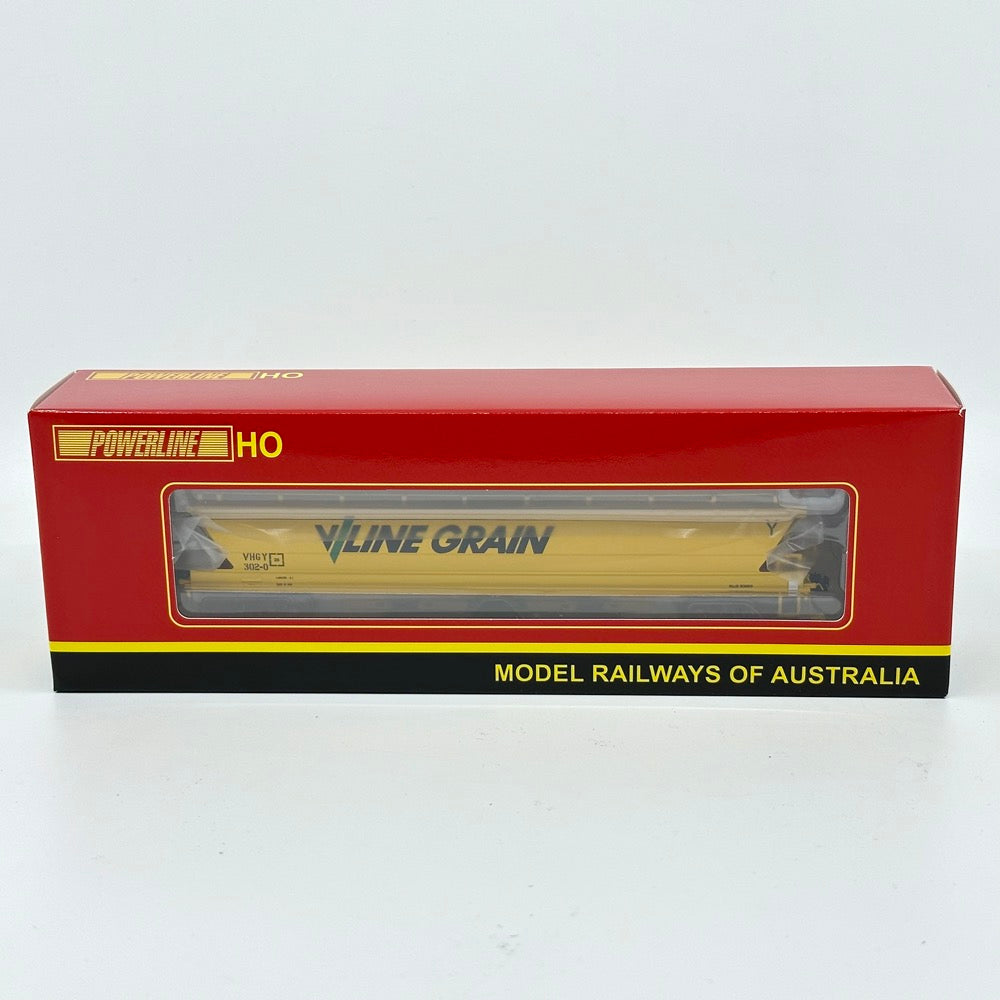 POWERLINE HO
POWERLINE HO
V/LINE GRAIN
Y
VHGY
302-0
MODEL RAILWAYS OF AUSTRALIA